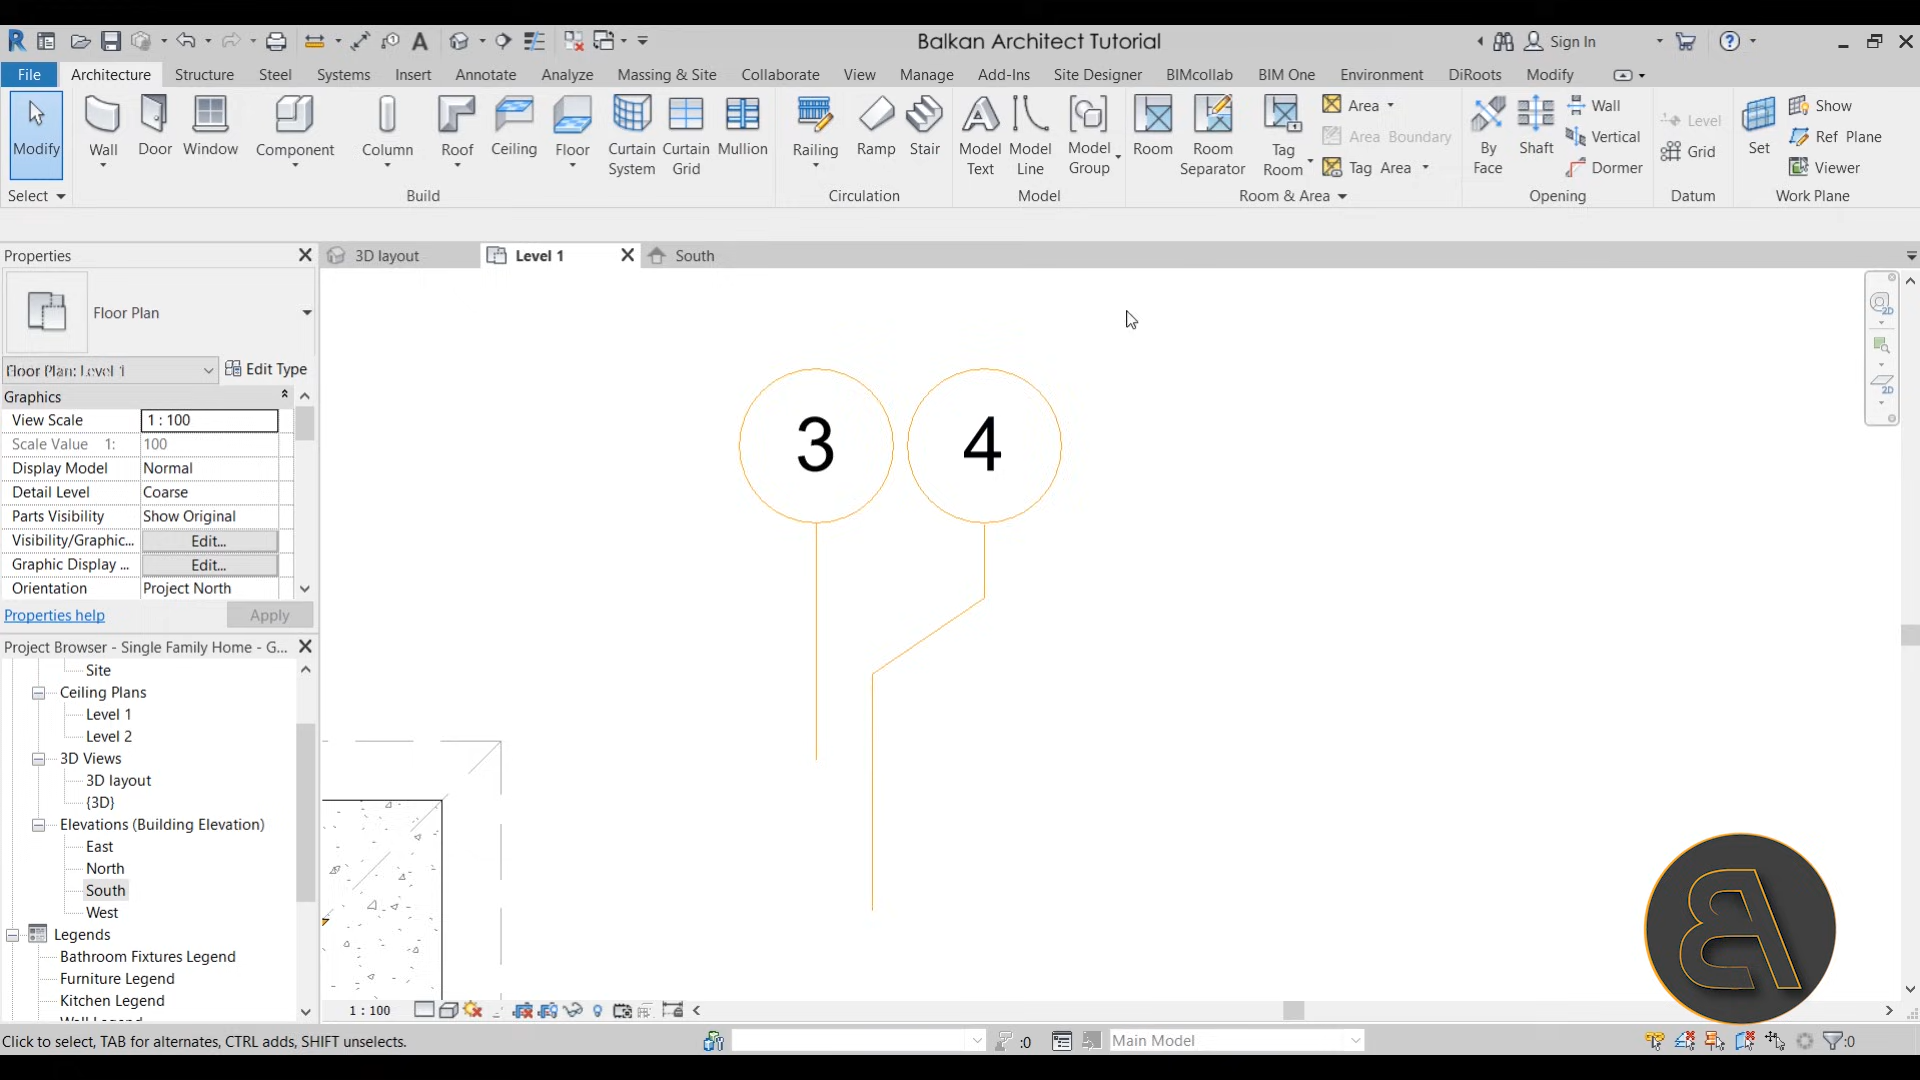 Balkan Architect Tutorial
Sign In
File Architecture Structure Steel Systems Insert Annotate Analyze Massing & Site Collaborate View Manage Add-Ins Site Designer BIMcollab BIM One Environment DiRoots Modify
Modify Wall Door Window Component Column Roof Ceiling Floor Curtain System Curtain Grid Mullion Railing Ramp Stair Model Text Model Line Model Group Room Room Separator Tag Room Area Area Boundary Tag Area By Face Shaft Wall Vertical Dormer Level Grid Set Show Ref Plane Viewer
Select Build Circulation Model Room & Area Opening Datum Work Plane
Properties
3D layout Level 1 South
2D
2D
Floor Plan
Floor Plan: Level 1 Edit Type
Graphics
View Scale 1 : 100
Scale Value 1: 100
Display Model Normal
Detail Level Coarse
Parts Visibility Show Original
Visibility/Graphic... Edit...
Graphic Display ... Edit...
Orientation Project North
Properties help Apply
3 4
Project Browser - Single Family Home - G...
Site
Ceiling Plans
Level 1
Level 2
3D Views
3D layout
{3D}
Elevations (Building Elevation)
East
North
South
West
Legends
Bathroom Fixtures Legend
Furniture Legend
Kitchen Legend
1 : 100
Click to select, TAB for alternates, CTRL adds, SHIFT unselects.
:0 Main Model :0